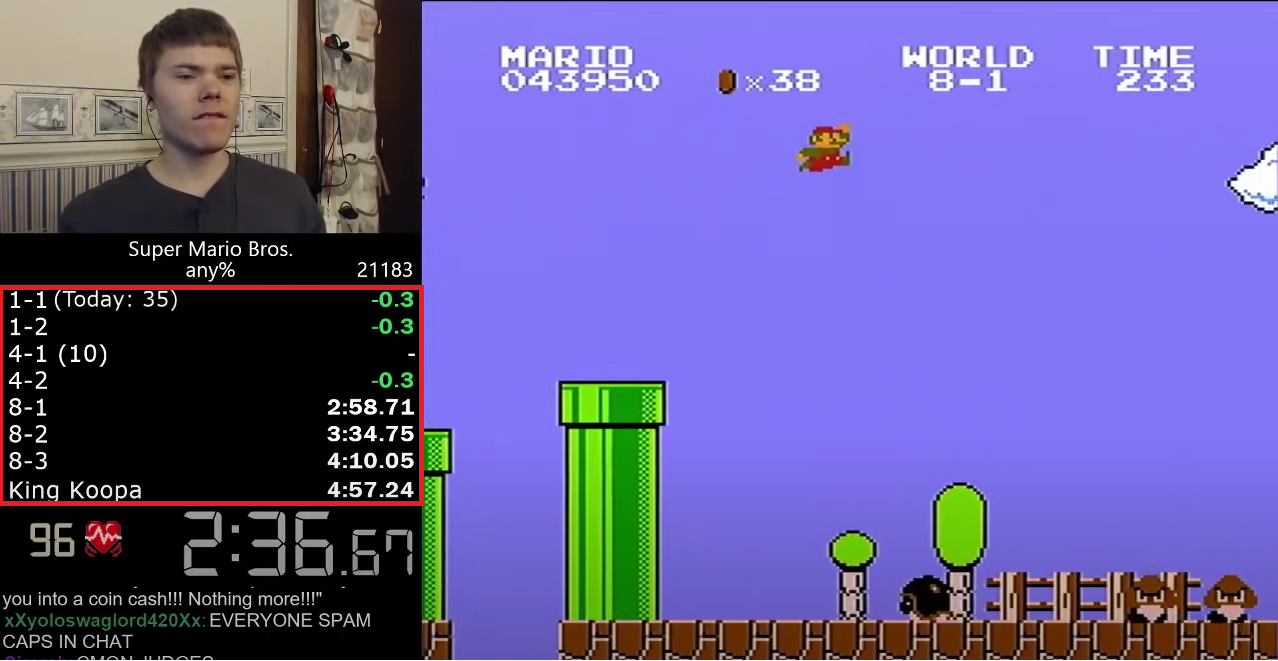 MARIO WORLD TIME
043950 ×38 8-1 233
Super Mario Bros.
any% 21183
1-1 (Today: 35) -0.3
1-2 -0.3
4-1 (10) -
4-2 -0.3
8-1 2:58.71
8-2 3:34.75
8-3 4:10.05
King Koopa 4:57.24
96 2:36.67
you into a coin cash!!! Nothing more!!!"
xXyoloswaglord420Xx: EVERYONE SPAM
CAPS IN CHAT